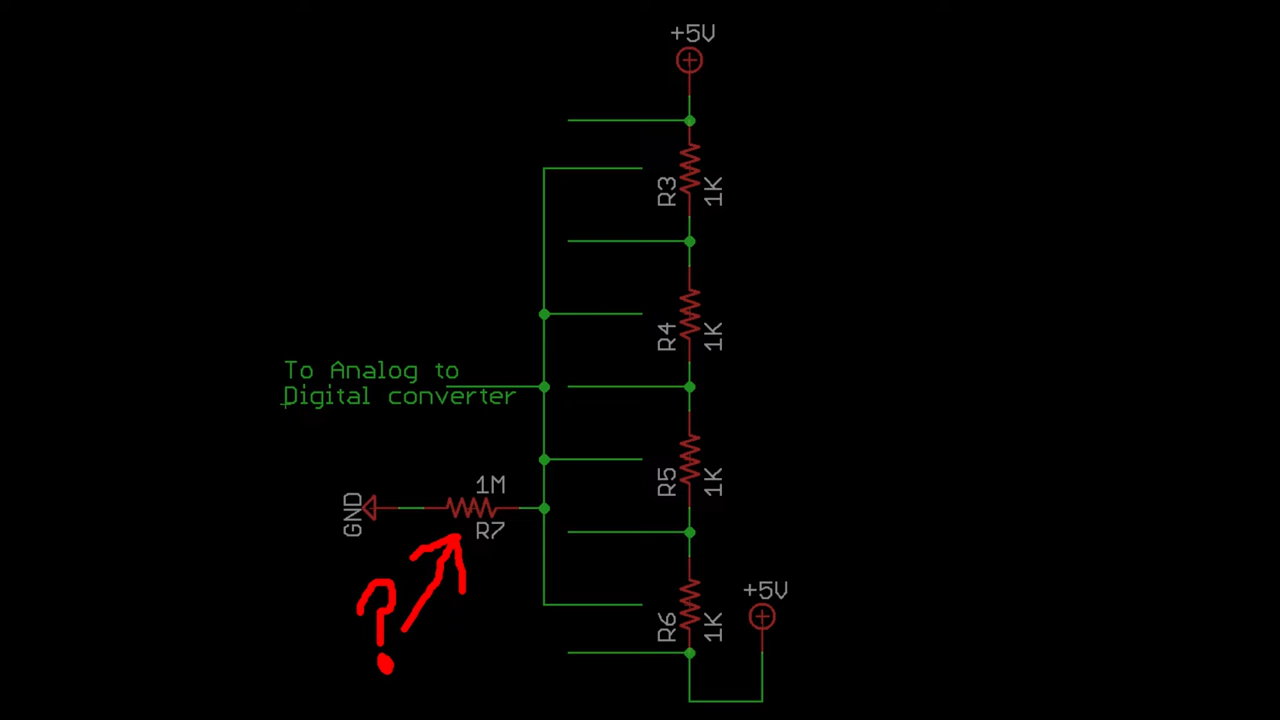 +5V
R3
1K
R4
1K
To Analog to
Digital converter
1M
R5
1K
GND
R7
?
+5V
R6
1K